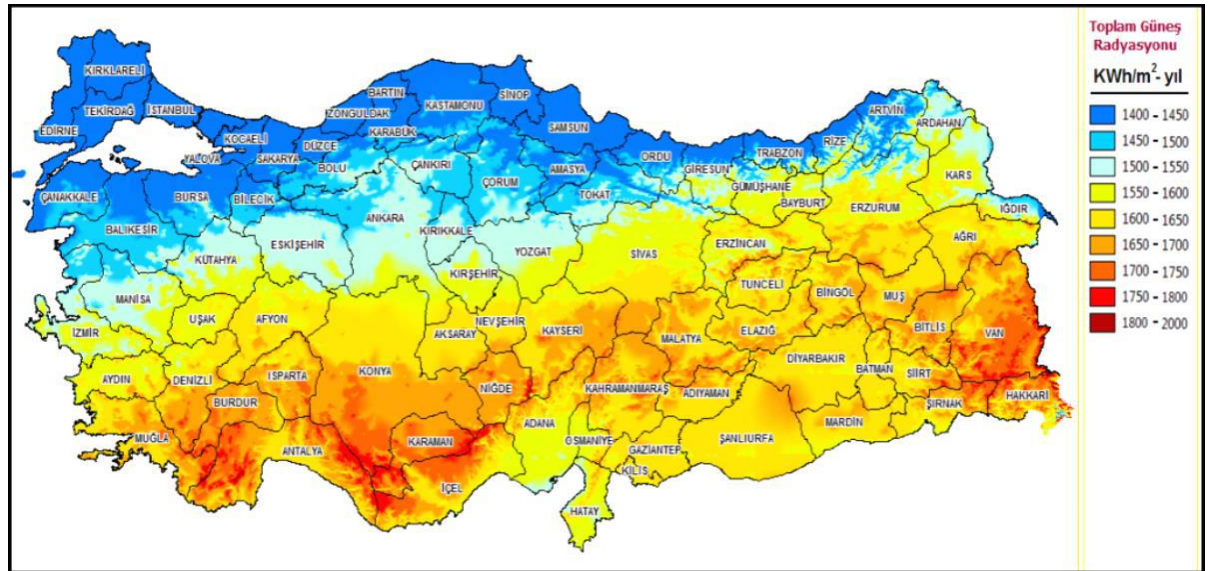 Toplam Güneş
Radyasyonu
KWh/m²- yıl
1400 - 1450
1450 - 1500
1500 - 1550
1550 - 1600
1600 - 1650
1650 - 1700
1700 - 1750
1750 - 1800
1800 - 2000
KIRKLARELİ
TEKİRDAĞ
İSTANBUL
EDİRNE
KOCAELİ
YALOVA
SAKARYA
DÜZCE
ZONGULDAK
BARTIN
KARABÜK
KASTAMONU
SİNOP
SAMSUN
BOLU
ÇANKIRI
ÇORUM
AMASYA
ORDU
TOKAT
GİRESUN
TRABZON
RİZE
ARTVİN
ARDAHAN
GÜMÜŞHANE
BAYBURT
ERZURUM
KARS
IĞDIR
ÇANAKKALE
BURSA
BİLECİK
BALIKESİR
ESKİŞEHİR
ANKARA
KIRIKKALE
YOZGAT
SİVAS
ERZİNCAN
AĞRI
KÜTAHYA
KIRŞEHİR
TUNCELİ
BİNGÖL
MUŞ
MANİSA
UŞAK
AFYON
İZMİR
AKSARAY
NEVŞEHİR
KAYSERİ
MALATYA
ELAZIĞ
BİTLİS
VAN
AYDIN
DENİZLİ
ISPARTA
BURDUR
KONYA
NİĞDE
KAHRAMANMARAŞ
ADIYAMAN
DİYARBAKIR
BATMAN
SİİRT
ŞIRNAK
HAKKARİ
MUĞLA
ANTALYA
KARAMAN
İÇEL
ADANA
OSMANİYE
GAZİANTEP
KİLİS
ŞANLIURFA
MARDİN
HATAY